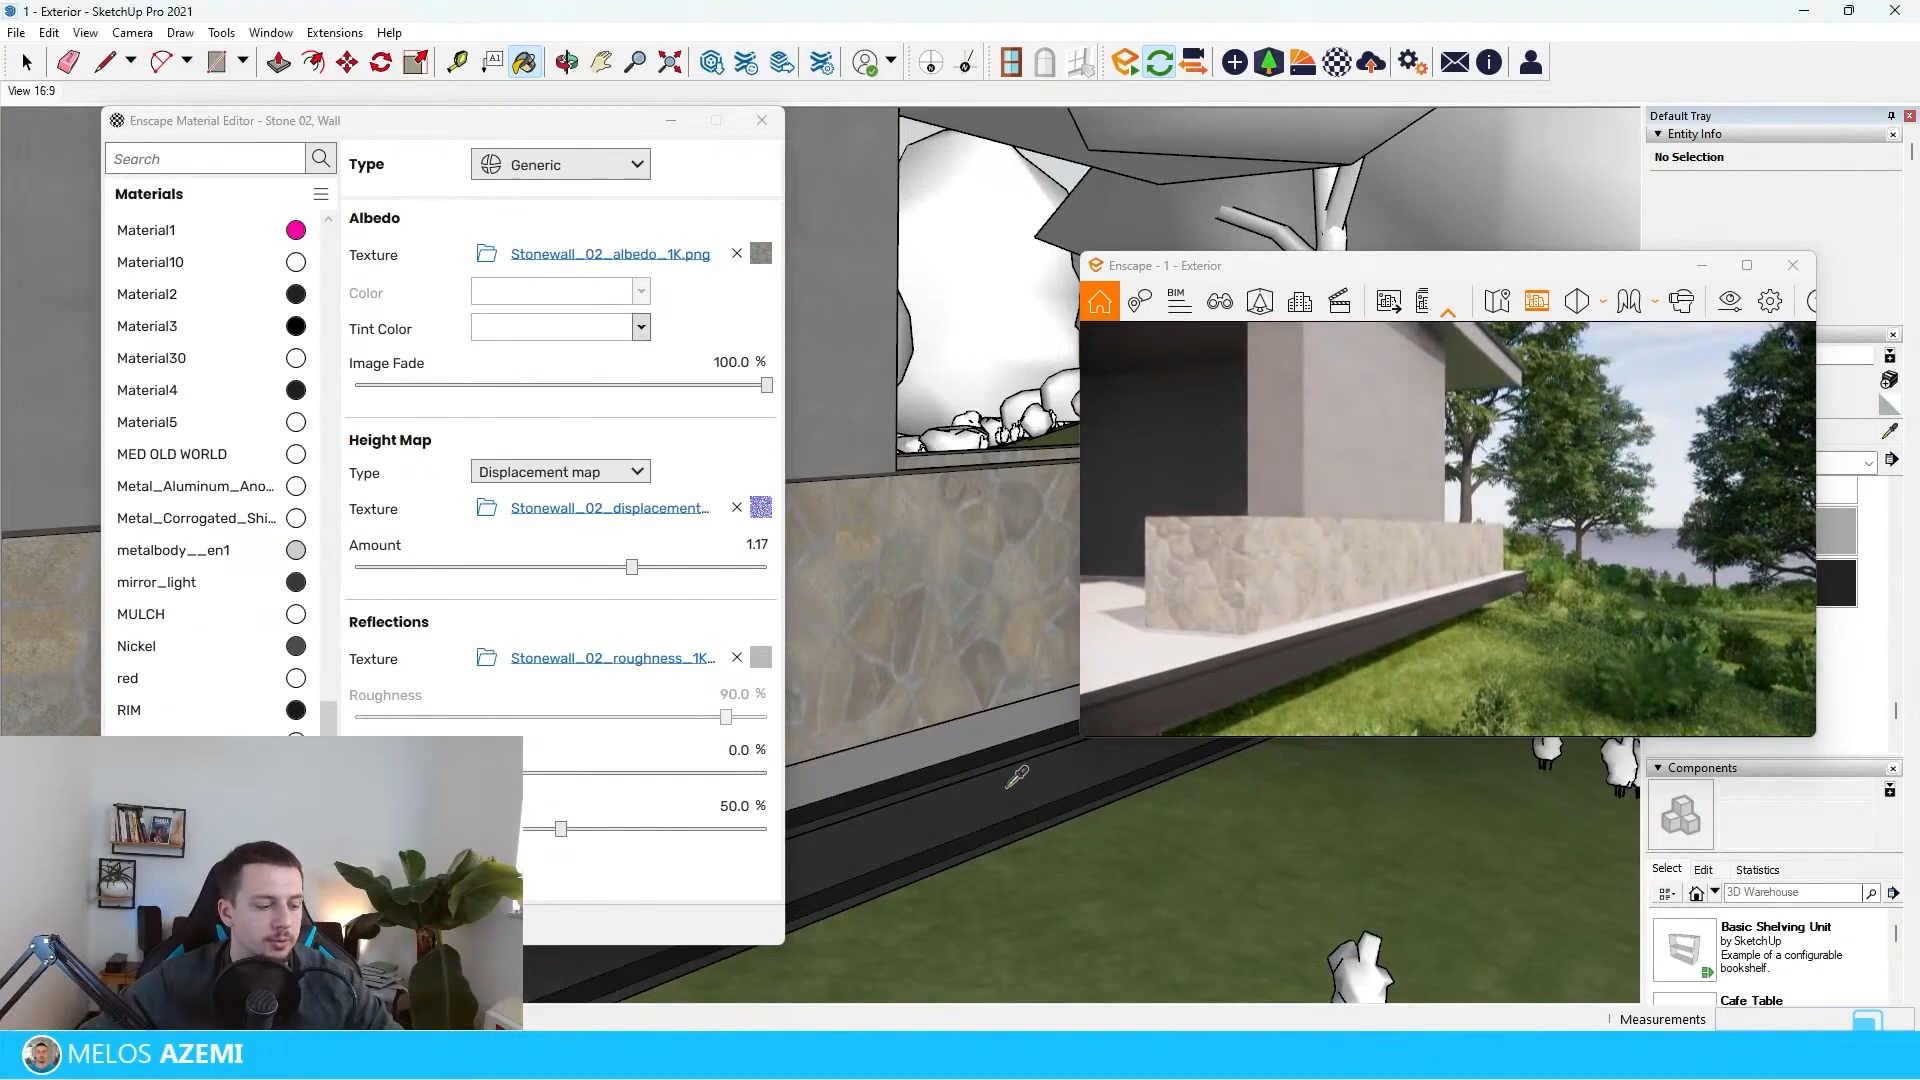 1 - Exterior - SketchUp Pro 2021
File Edit View Camera Draw Tools Window Extensions Help
A1
View 16:9
Enscape Material Editor - Stone 02, Wall
Search
Materials
Material1
Material10
Material2
Material3
Material30
Material4
Material5
MED OLD WORLD
Metal_Aluminum_Ano...
Metal_Corrogated_Shi...
metalbody__en1
mirror_light
MULCH
Nickel
red
RIM
Type Generic
Albedo
Texture Stonewall_02_albedo_1K.png
Color
Tint Color
Image Fade 100.0 %
Height Map
Type Displacement map
Texture Stonewall_02_displacement...
Amount 1.17
Reflections
Texture Stonewall_02_roughness_1K...
Roughness 90.0 %
0.0 %
50.0 %
Enscape - 1 - Exterior
BIM
Default Tray
Entity Info
No Selection
Components
Select Edit Statistics
3D Warehouse
Basic Shelving Unit
by SketchUp
Example of a configurable
bookshelf.
Cafe Table
Measurements
MELOS AZEMI